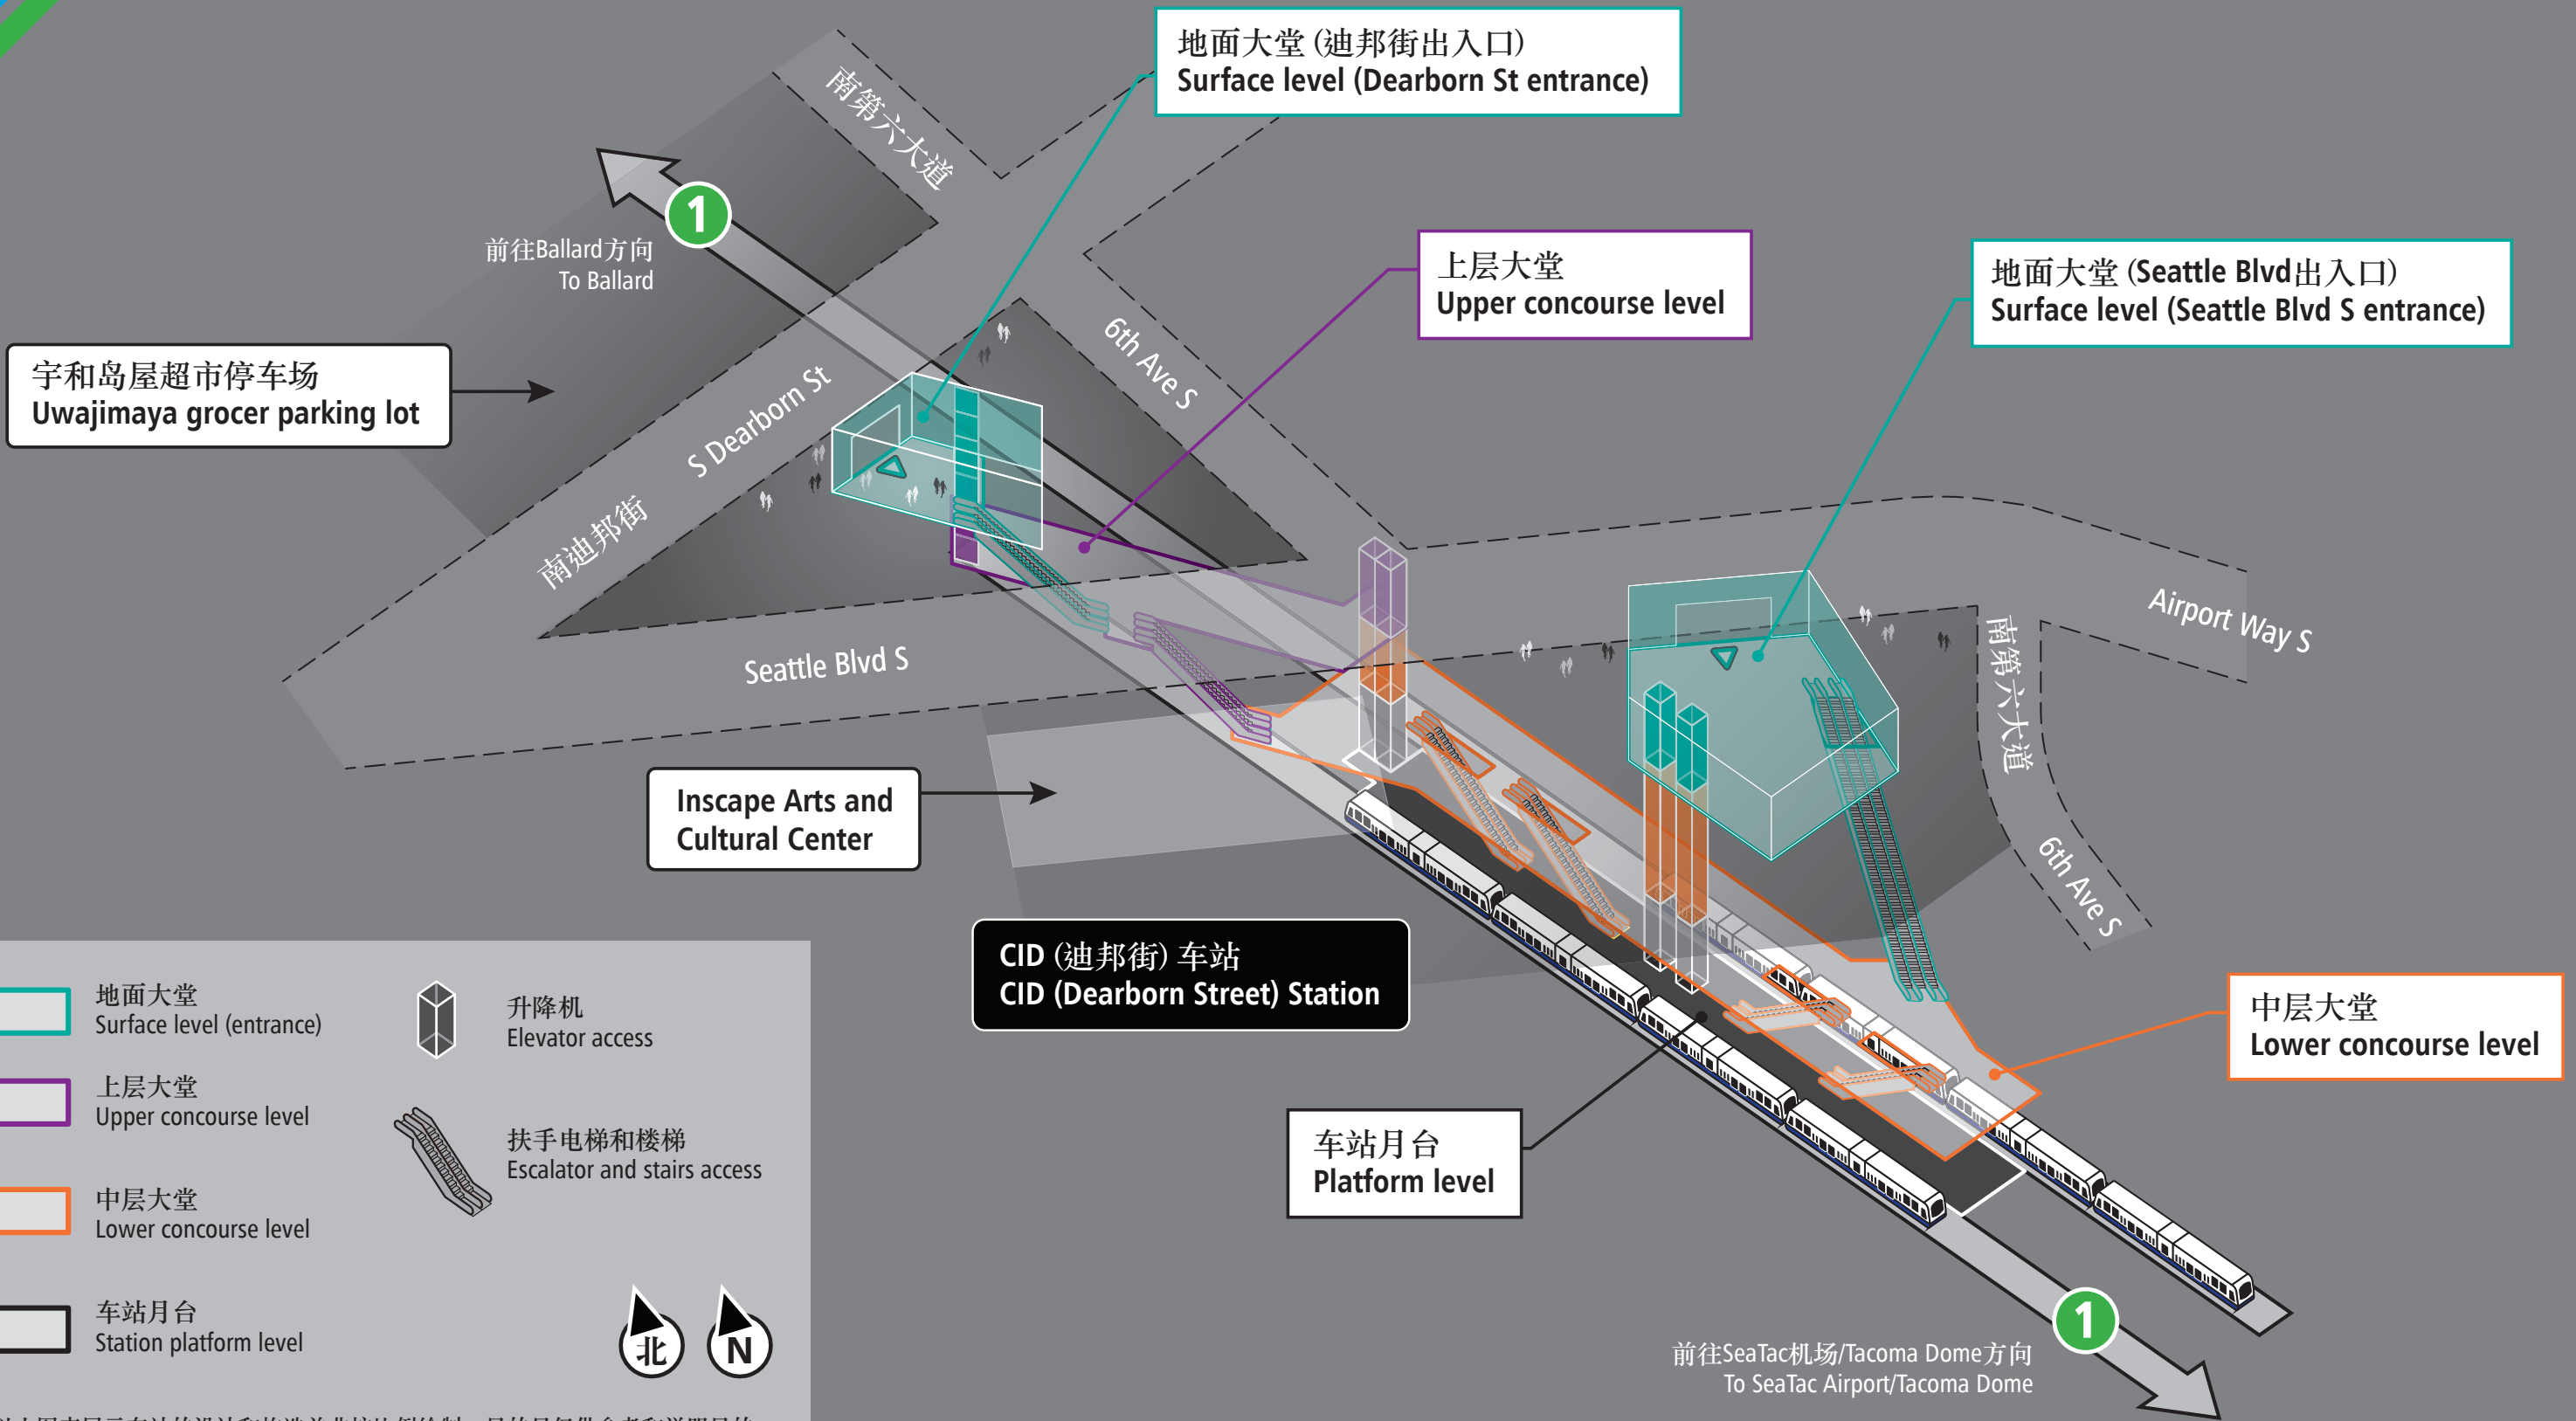 地面大堂 (迪邦街出入口)
Surface level (Dearborn St entrance)
南第六大道
1
前往Ballard方向
To Ballard
上层大堂
Upper concourse level
地面大堂 (Seattle Blvd出入口)
Surface level (Seattle Blvd S entrance)
6th Ave S
宇和岛屋超市停车场
Uwajimaya grocer parking lot
S Dearborn St
南迪邦街
Seattle Blvd S
Airport Way S
南第六大道
6th Ave S
Inscape Arts and
Cultural Center
CID (迪邦街) 车站
CID (Dearborn Street) Station
中层大堂
Lower concourse level
车站月台
Platform level
地面大堂
Surface level (entrance)
上层大堂
Upper concourse level
中层大堂
Lower concourse level
车站月台
Station platform level
升降机
Elevator access
扶手电梯和楼梯
Escalator and stairs access
北
N
1
前往SeaTac机场/Tacoma Dome方向
To SeaTac Airport/Tacoma Dome